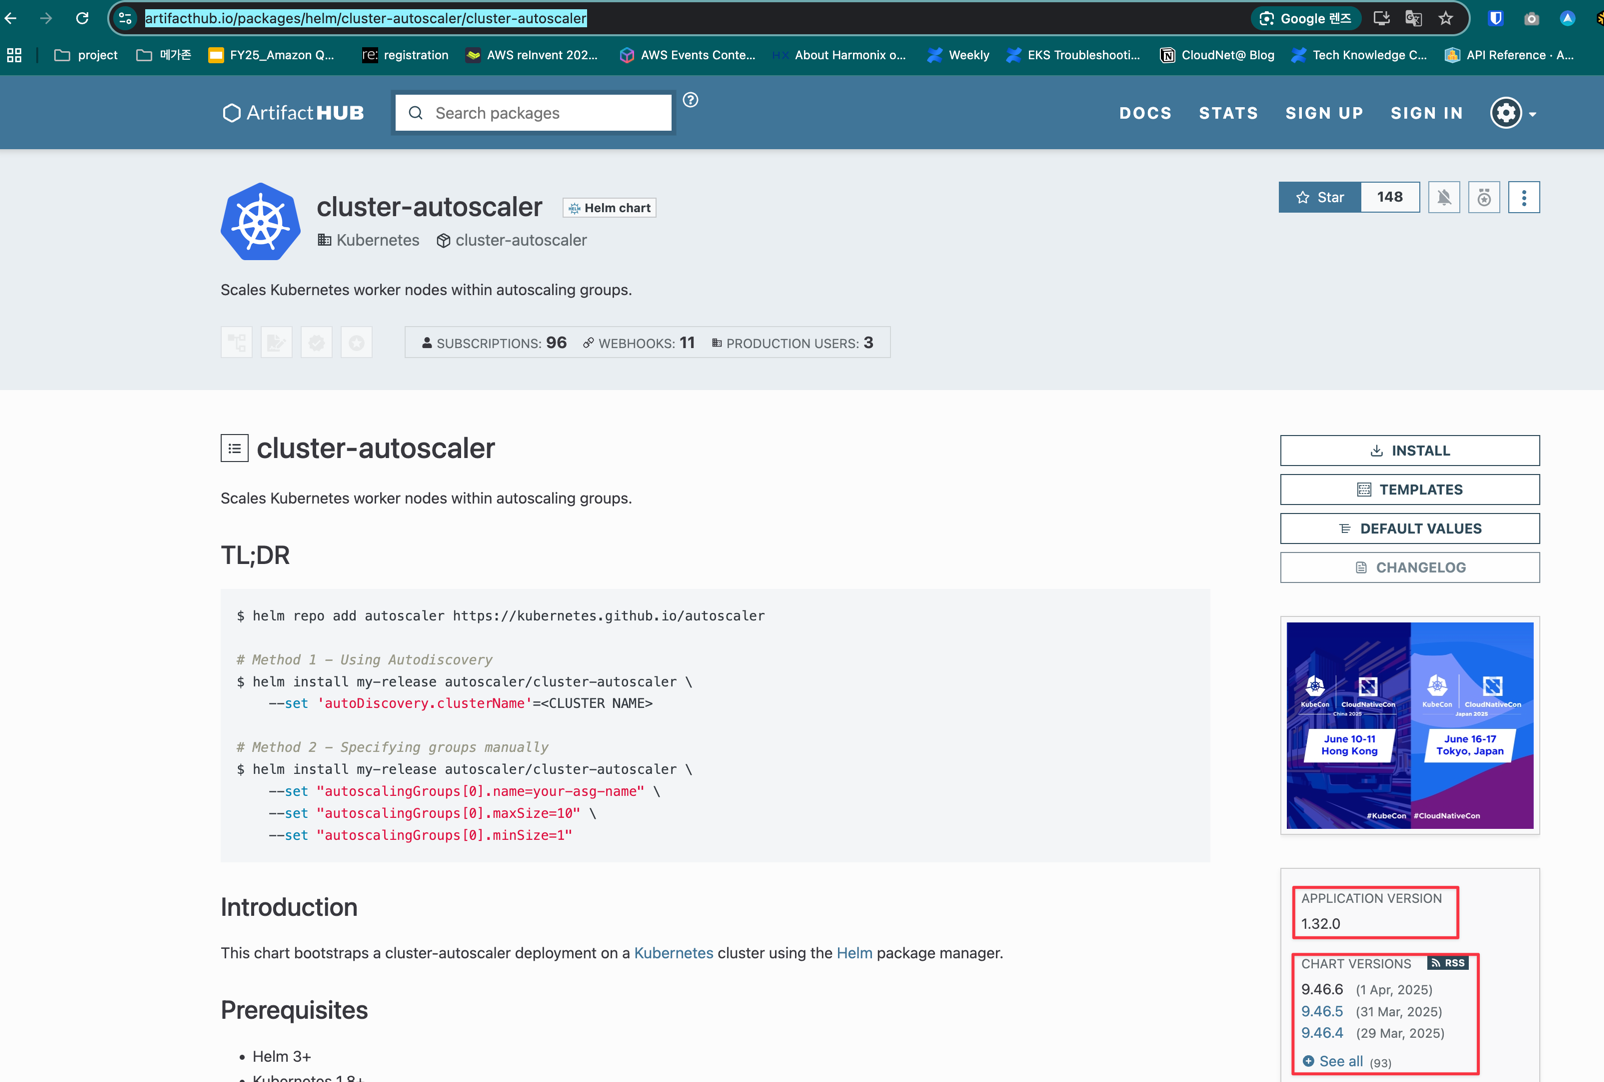 artifacthub.io/packages/helm/cluster-autoscaler/cluster-autoscaler
Google 렌즈
project
메가존
FY25_Amazon Q...
re:
registration
AWS reInvent 202...
AWS Events Conte...
HX
About Harmonix o...
Weekly
EKS Troubleshooti...
CloudNet@ Blog
Tech Knowledge C...
API Reference · A...
Artifact HUB
Search packages
DOCS
STATS
SIGN UP
SIGN IN
cluster-autoscaler
Helm chart
Kubernetes
cluster-autoscaler
Star
148
Scales Kubernetes worker nodes within autoscaling groups.
SUBSCRIPTIONS: 96
WEBHOOKS: 11
PRODUCTION USERS: 3
cluster-autoscaler
Scales Kubernetes worker nodes within autoscaling groups.
TL;DR
$ helm repo add autoscaler https://kubernetes.github.io/autoscaler
# Method 1 - Using Autodiscovery
$ helm install my-release autoscaler/cluster-autoscaler \
--set 'autoDiscovery.clusterName'=<CLUSTER NAME>
# Method 2 - Specifying groups manually
$ helm install my-release autoscaler/cluster-autoscaler \
--set "autoscalingGroups[0].name=your-asg-name" \
--set "autoscalingGroups[0].maxSize=10" \
--set "autoscalingGroups[0].minSize=1"
Introduction
This chart bootstraps a cluster-autoscaler deployment on a Kubernetes cluster using the Helm package manager.
Prerequisites
• Helm 3+
• Kubernetes 1.8+
INSTALL
TEMPLATES
DEFAULT VALUES
CHANGELOG
KubeCon
CloudNativeCon
China 2025
June 10-11
Hong Kong
KubeCon
CloudNativeCon
Japan 2025
June 16-17
Tokyo, Japan
#KubeCon #CloudNativeCon
APPLICATION VERSION
1.32.0
CHART VERSIONS
RSS
9.46.6 (1 Apr, 2025)
9.46.5 (31 Mar, 2025)
9.46.4 (29 Mar, 2025)
See all (93)